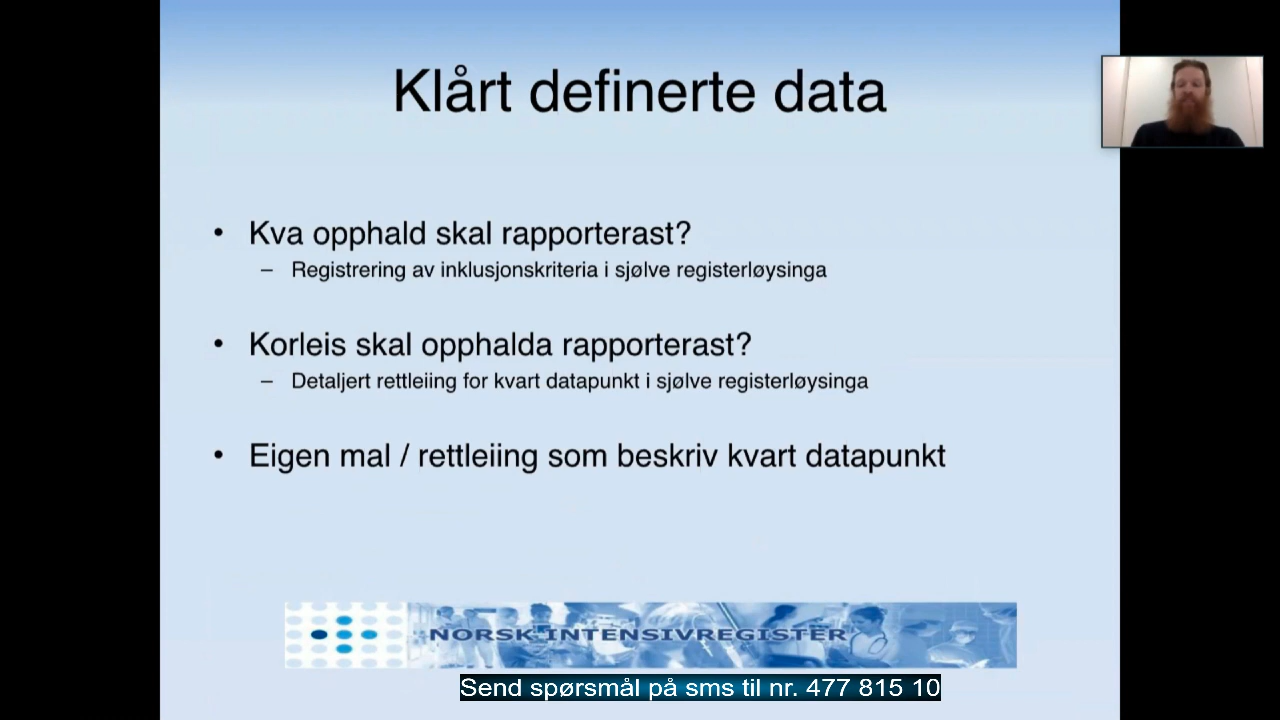 Klårt definerte data
• Kva opphald skal rapporterast?
– Registrering av inklusjonskriteria i sjølve registerløysinga
• Korleis skal opphalda rapporterast?
– Detaljert rettleiing for kvart datapunkt i sjølve registerløysinga
• Eigen mal / rettleiing som beskriv kvart datapunkt
NORSK INTENSIVREGISTER
Send spørsmål på sms til nr. 477 815 10